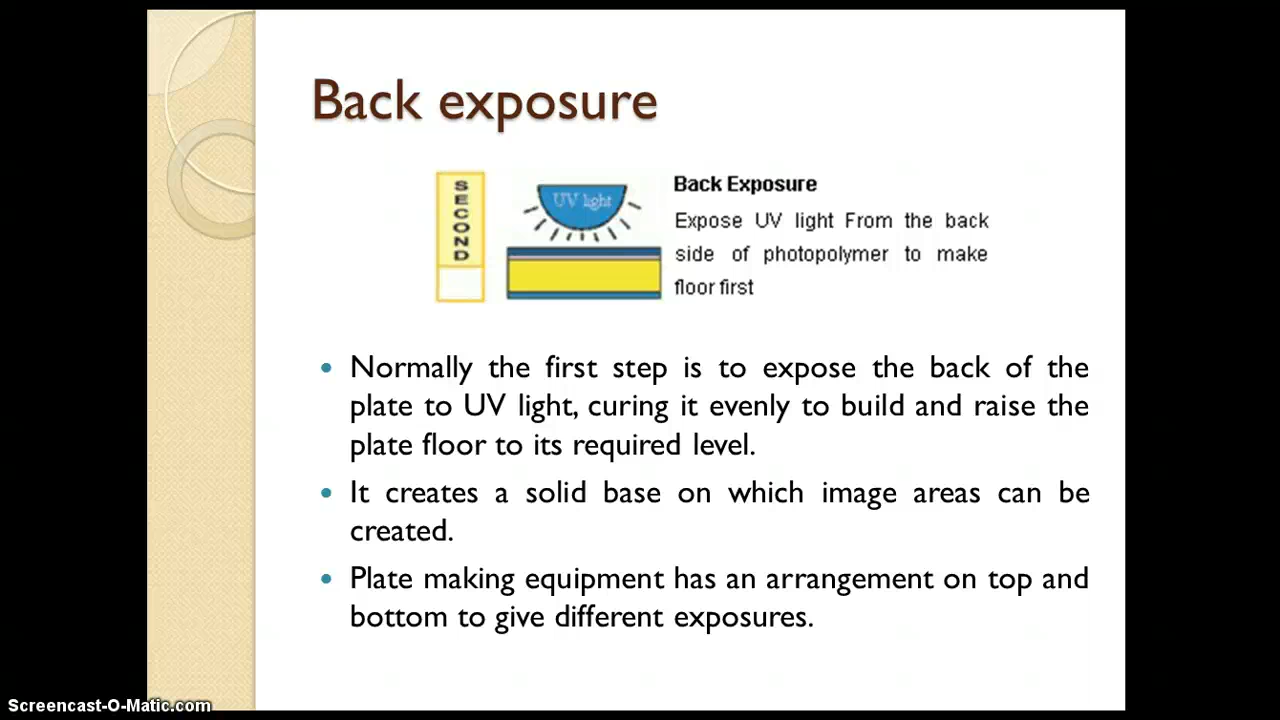 Back exposure
SECOND
UV light
Back Exposure
Expose UV light From the back
side of photopolymer to make
floor first
• Normally the first step is to expose the back of the
plate to UV light, curing it evenly to build and raise the
plate floor to its required level.
• It creates a solid base on which image areas can be
created.
• Plate making equipment has an arrangement on top and
bottom to give different exposures.
Screencast-O-Matic.com